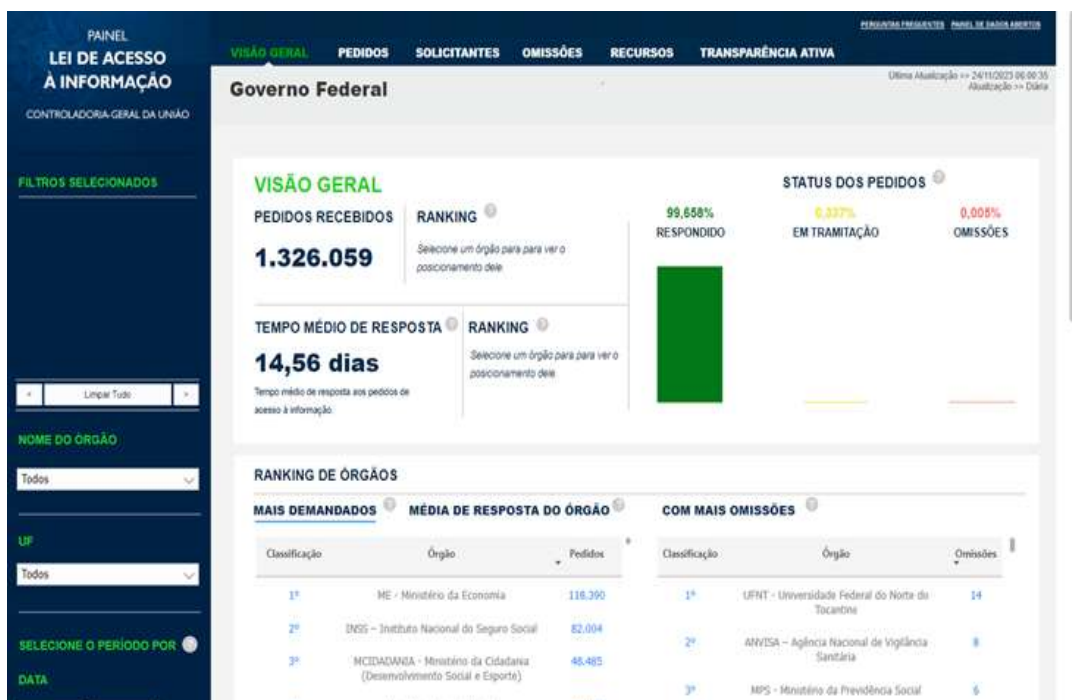 PAINEL
LEI DE ACESSO
À INFORMAÇÃO
CONTROLADORIA-GERAL DA UNIÃO
FILTROS SELECIONADOS
< Limpar Tudo >
NOME DO ÓRGÃO
Todos
UF
Todos
SELECIONE O PERÍODO POR
DATA
PERGUNTAS FREQUENTES PAINEL DE DADOS ABERTOS
VISÃO GERAL PEDIDOS SOLICITANTES OMISSÕES RECURSOS TRANSPARÊNCIA ATIVA
Governo Federal
Última Atualização >> 24/11/2023 06:00:35
Atualização >> Diária
VISÃO GERAL
PEDIDOS RECEBIDOS
1.326.059
RANKING
Selecione um órgão para para ver o
posicionamento dele
TEMPO MÉDIO DE RESPOSTA
14,56 dias
Tempo médio de resposta aos pedidos de
acesso à informação.
RANKING
Selecione um órgão para para ver o
posicionamento dele
STATUS DOS PEDIDOS
99,658% 0,337% 0,005%
RESPONDIDO EM TRAMITAÇÃO OMISSÕES
RANKING DE ÓRGÃOS
MAIS DEMANDADOS MÉDIA DE RESPOSTA DO ÓRGÃO
Classificação Órgão Pedidos
1º ME - Ministério da Economia 118.390
2º INSS – Instituto Nacional do Seguro Social 82.004
3º MCIDADANIA - Ministério da Cidadania 48.485
(Desenvolvimento Social e Esporte)
COM MAIS OMISSÕES
Classificação Órgão Omissões
1º UFNT - Universidade Federal do Norte do 14
Tocantins
2º ANVISA – Agência Nacional de Vigilância 8
Sanitária
3º MPS - Ministério da Previdência Social 6